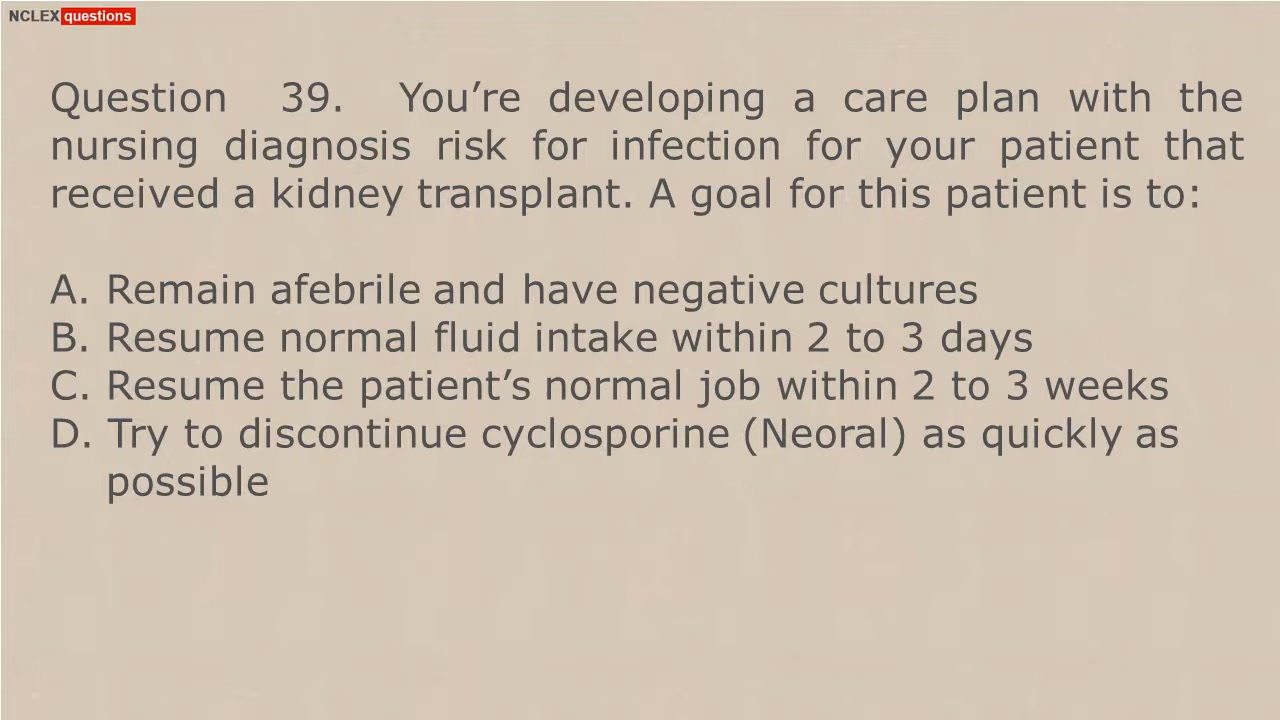 NCLEX questions
Question 39. You’re developing a care plan with the
nursing diagnosis risk for infection for your patient that
received a kidney transplant. A goal for this patient is to:
A. Remain afebrile and have negative cultures
B. Resume normal fluid intake within 2 to 3 days
C. Resume the patient’s normal job within 2 to 3 weeks
D. Try to discontinue cyclosporine (Neoral) as quickly as
possible